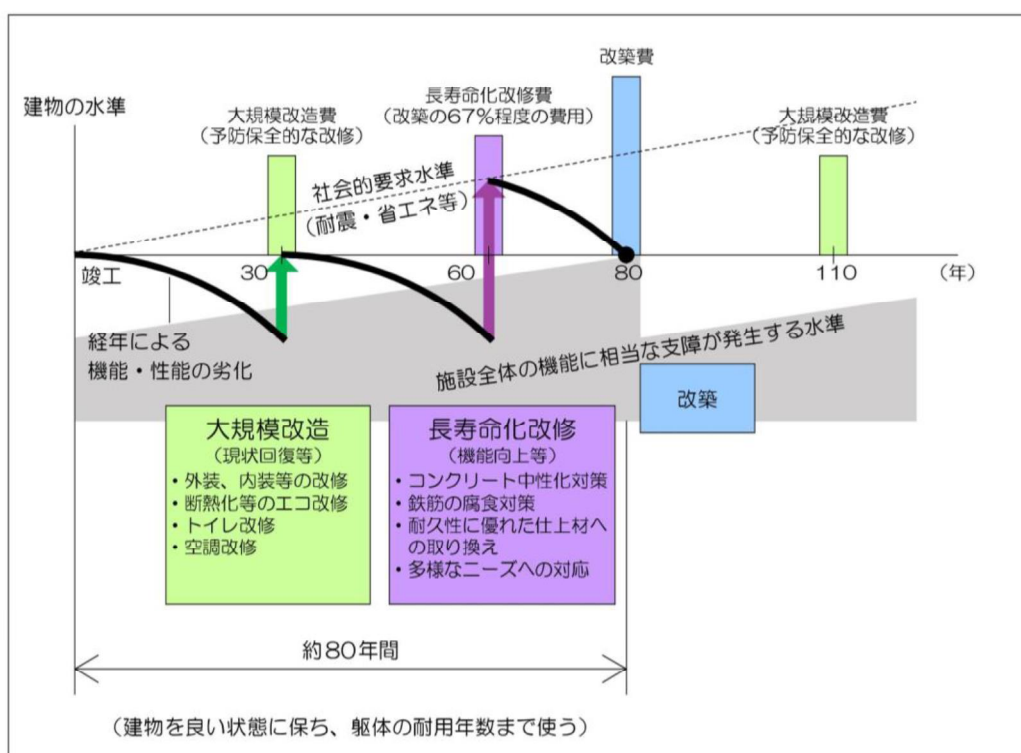 改築費
建物の水準
長寿命化改修費
(改築の67%程度の費用)
大規模改造費
(予防保全的な改修)
大規模改造費
(予防保全的な改修)
社会的要求水準
(耐震・省エネ等)
竣工
30
60
80
110
(年)
経年による
機能・性能の劣化
施設全体の機能に相当な支障が発生する水準
改築
大規模改造
(現状回復等)
・外装、内装等の改修
・断熱化等のエコ改修
・トイレ改修
・空調改修
長寿命化改修
(機能向上等)
・コンクリート中性化対策
・鉄筋の腐食対策
・耐久性に優れた仕上材へ
の取り換え
・多様なニーズへの対応
約80年間
(建物を良い状態に保ち、躯体の耐用年数まで使う)